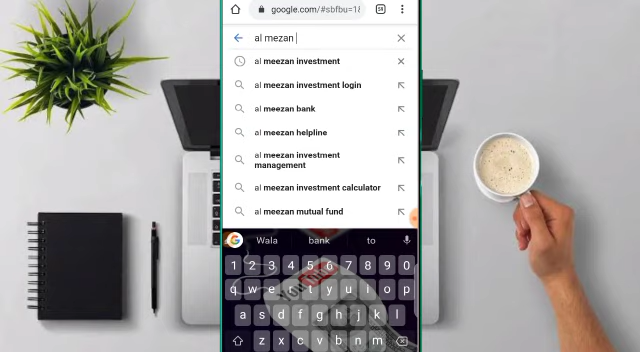 google.com/#sbfbu=1&
58
al mezan
al meezan investment
al meezan investment login
al meezan bank
al meezan helpline
al meezan investment
management
al meezan investment calculator
al meezan mutual fund
G Wala bank to
1 2 3 4 5 6 7 8 9 0
q w e r t y u i o p
a s d f g h j k l
z x c v b n m